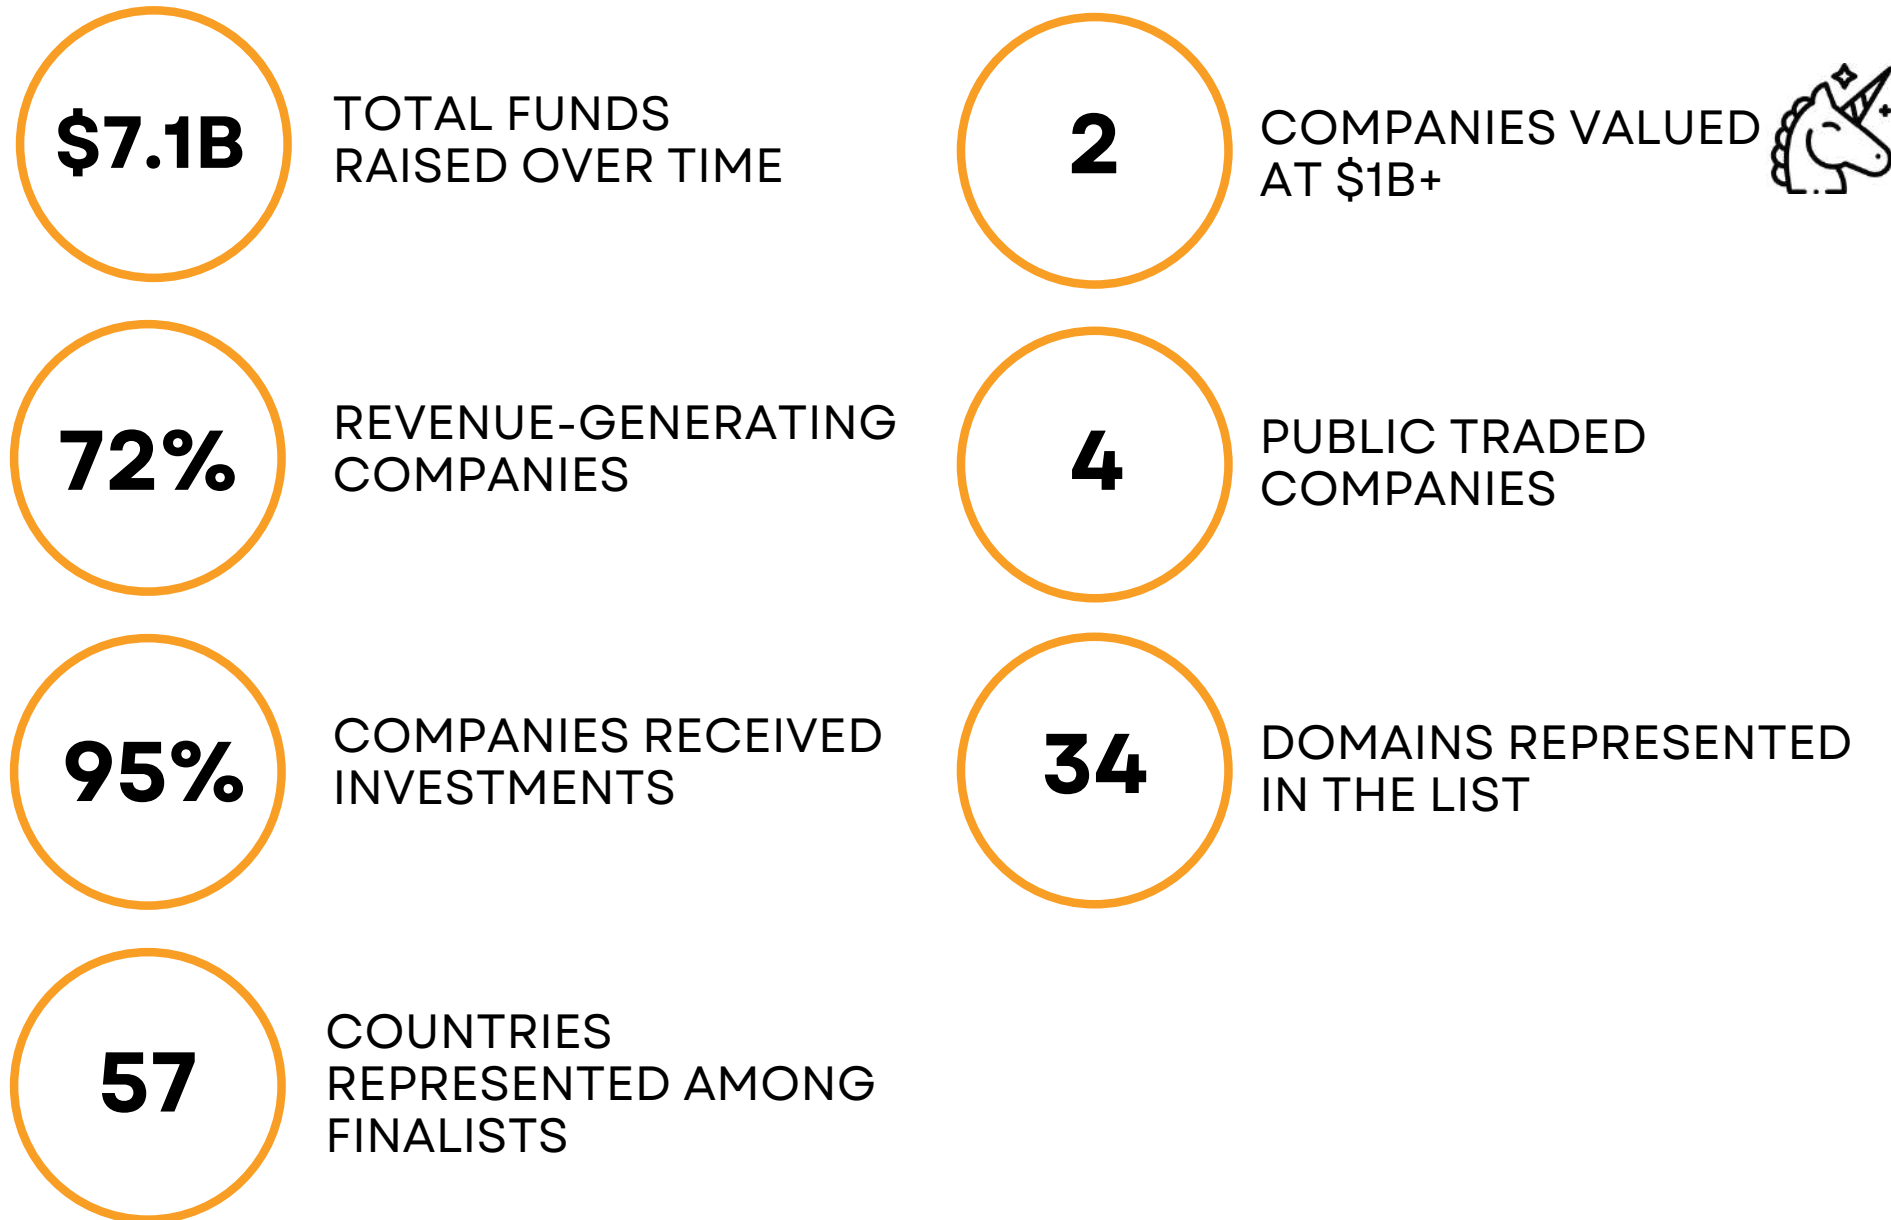 $7.1B
TOTAL FUNDS
RAISED OVER TIME
72%
REVENUE-GENERATING
COMPANIES
95%
COMPANIES RECEIVED
INVESTMENTS
57
COUNTRIES
REPRESENTED AMONG
FINALISTS
2
COMPANIES VALUED
AT $1B+
4
PUBLIC TRADED
COMPANIES
34
DOMAINS REPRESENTED
IN THE LIST